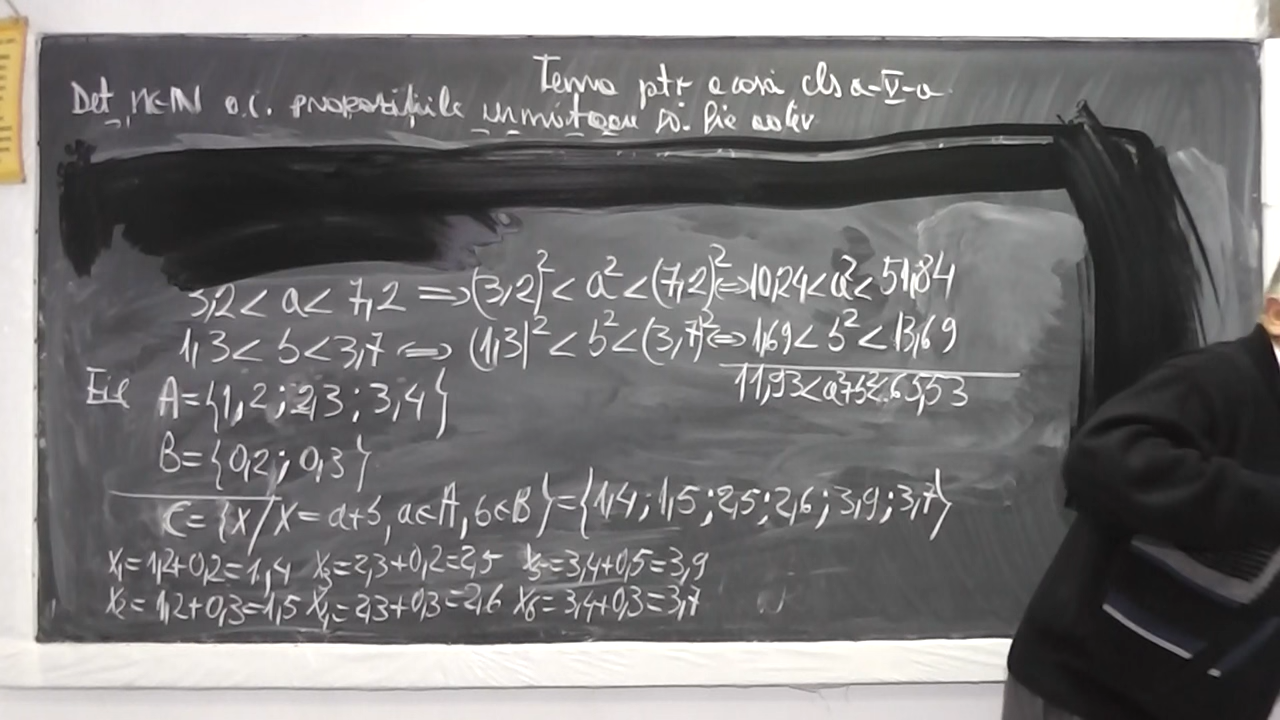 Tema ptr acasă cls a-V-a
Det n∈N a.î. propozițiile următoare să fie adev
3,2 < a < 7,2 ⟹ (3,2)² < a² < (7,2)² ⟺ 10,24 < a² < 51,84
1,3 < b < 3,7 ⟺ (1,3)² < b² < (3,7)² ⟺ 1,69 < b² < 13,69
11,93 < a²+b² < 65,53
Fie A={1,2 ; 2,3 ; 3,4}
B={0,2 ; 0,3}
C={x/x=a+b, a∈A, b∈B}={1,4 ; 1,5 ; 2,5 ; 2,6 ; 3,9 ; 3,7}
x₁=1,2+0,2=1,4 x₃=2,3+0,2=2,5 x₅=3,4+0,5=3,9
x₂=1,2+0,3=1,5 x₄=2,3+0,3=2,6 x₆=3,4+0,3=3,7